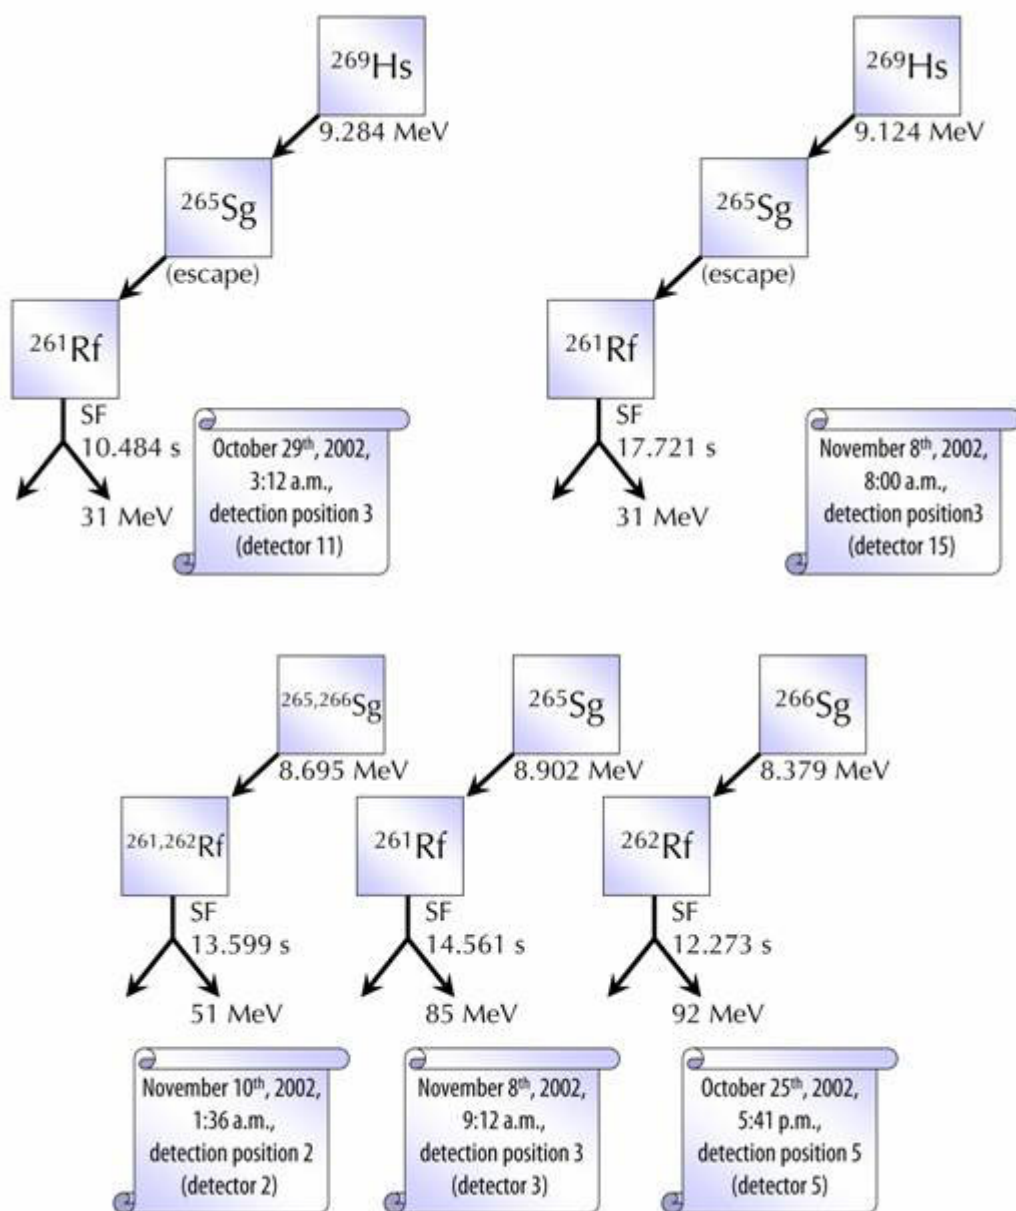 ²⁶⁹Hs
9.284 MeV
²⁶⁵Sg
(escape)
²⁶¹Rf
SF
10.484 s
31 MeV
October 29ᵗʰ, 2002,
3:12 a.m.,
detection position 3
(detector 11)
²⁶⁹Hs
9.124 MeV
²⁶⁵Sg
(escape)
²⁶¹Rf
SF
17.721 s
31 MeV
November 8ᵗʰ, 2002,
8:00 a.m.,
detection position3
(detector 15)
²⁶⁵,²⁶⁶Sg
8.695 MeV
²⁶¹,²⁶²Rf
SF
13.599 s
51 MeV
November 10ᵗʰ, 2002,
1:36 a.m.,
detection position 2
(detector 2)
²⁶⁵Sg
8.902 MeV
²⁶¹Rf
SF
14.561 s
85 MeV
November 8ᵗʰ, 2002,
9:12 a.m.,
detection position 3
(detector 3)
²⁶⁶Sg
8.379 MeV
²⁶²Rf
SF
12.273 s
92 MeV
October 25ᵗʰ, 2002,
5:41 p.m.,
detection position 5
(detector 5)